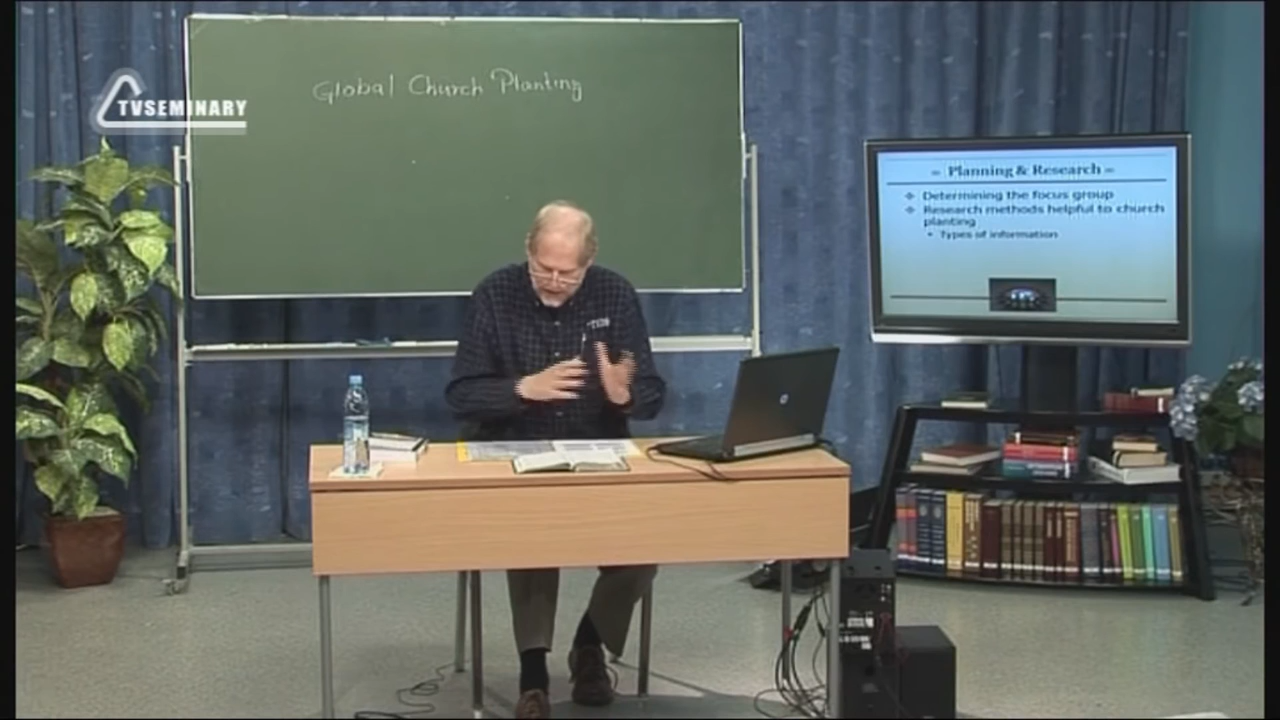 TVSEMINARY
Global Church Planting
Planning & Research
Determining the focus group
Research methods helpful to church
planting
Types of information